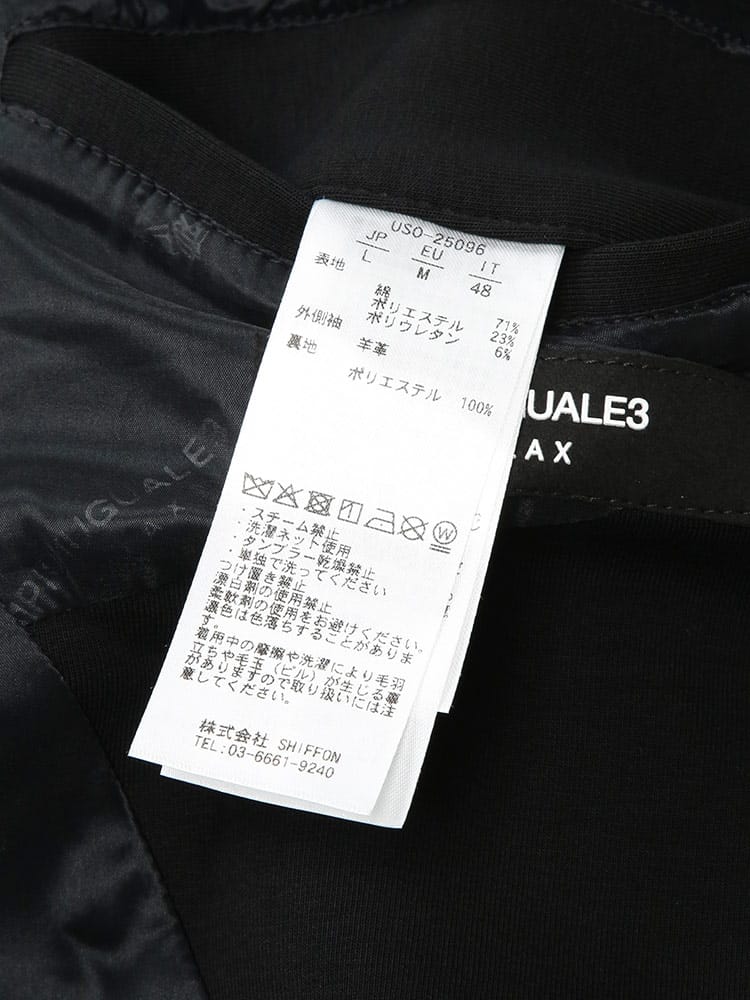 USO-25096
JP EU IT
L M 48
表地
綿 71%
ポリエステル 23%
ポリウレタン 6%
外側袖
羊革
裏地
ポリエステル 100%
・スチーム禁止
・洗濯ネット使用
・タンブラー乾燥禁止
・単独で洗ってください
つけ置き禁止
漂白剤の使用禁止
柔軟剤の使用をお避けください。
濃色は色落ちすることがありま
す。
着用中の摩擦や洗濯により毛羽
立ちや毛玉（ピル）が生じる事
がありますので取り扱いには注
意してください。
株式会社 SHIFFON
TEL:03-6661-9240
UALE3
AX